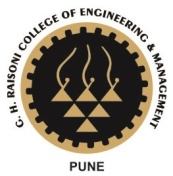 G. H. RAISONI COLLEGE OF ENGINEERING & MANAGEMENT
PUNE